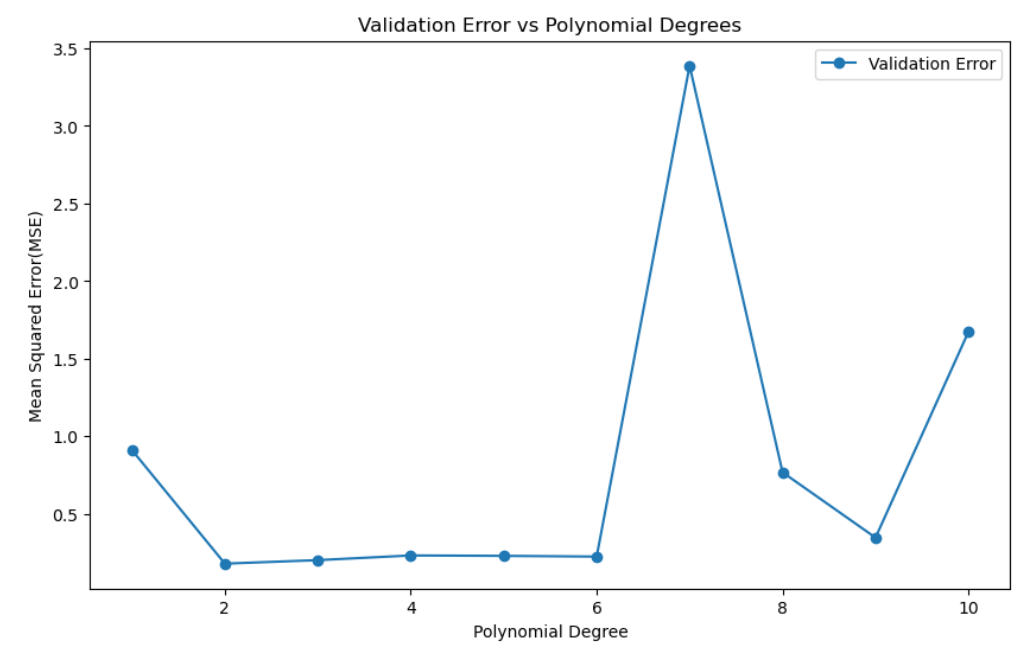 Validation Error vs Polynomial Degrees
Validation Error
Mean Squared Error(MSE)
3.5
3.0
2.5
2.0
1.5
1.0
0.5
2 4 6 8 10
Polynomial Degree